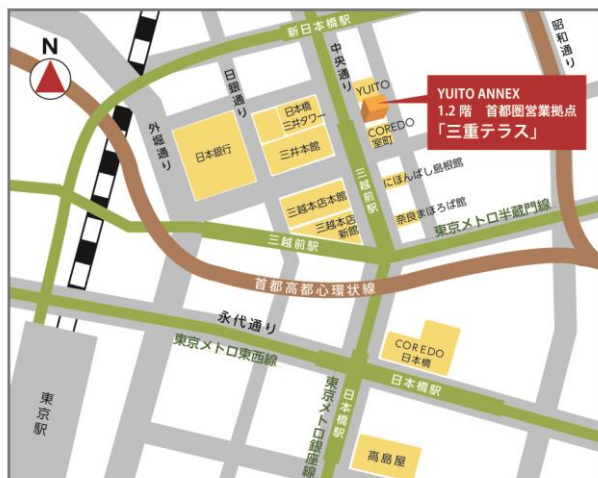 N
新日本橋駅
昭和通り
中央通り
日銀通り
外堀通り
YUITO
YUITO ANNEX
1.2階 首都圏営業拠点
「三重テラス」
日本橋
三井タワー
COREDO
室町
日本銀行
三井本館
にほんばし島根館
三越前駅
三越本店本館
三越本店
新館
奈良まほろば館
東京メトロ半蔵門線
三越前駅
首都高都心環状線
永代通り
東京メトロ東西線
COREDO
日本橋
日本橋駅
日本橋駅
東京メトロ銀座線
東京駅
高島屋